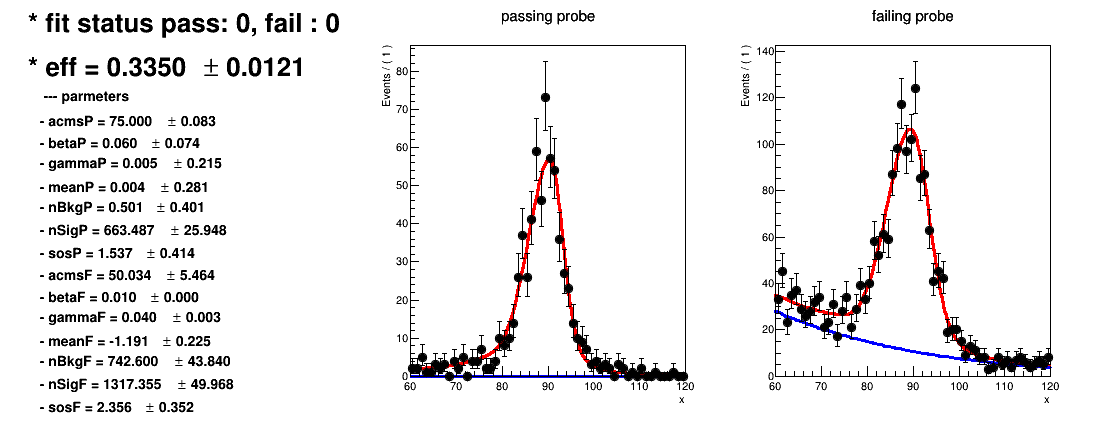 * fit status pass: 0, fail : 0
* eff = 0.3350 ± 0.0121
--- parmeters
- acmsP = 75.000 ± 0.083
- betaP = 0.060 ± 0.074
- gammaP = 0.005 ± 0.215
- meanP = 0.004 ± 0.281
- nBkgP = 0.501 ± 0.401
- nSigP = 663.487 ± 25.948
- sosP = 1.537 ± 0.414
- acmsF = 50.034 ± 5.464
- betaF = 0.010 ± 0.000
- gammaF = 0.040 ± 0.003
- meanF = -1.191 ± 0.225
- nBkgF = 742.600 ± 43.840
- nSigF = 1317.355 ± 49.968
- sosF = 2.356 ± 0.352
passing probe
Events / ( 1 )
80
70
60
50
40
30
20
10
0
60 70 80 90 100 110 120
x
failing probe
Events / ( 1 )
140
120
100
80
60
40
20
0
60 70 80 90 100 110 120
x